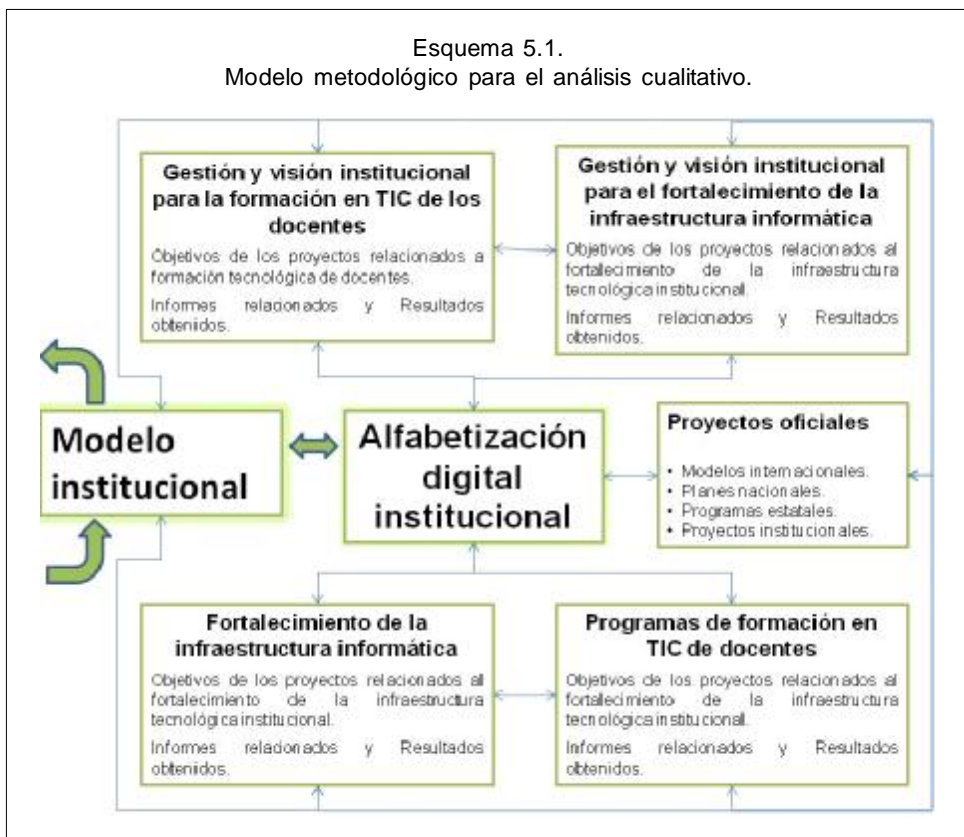 Esquema 5.1.
Modelo metodológico para el análisis cualitativo.
Gestión y visión institucional
para la formación en TIC de los
docentes
Objetivos de los proyectos relacionados a
formación tecnológica de docentes.
Informes relacionados y Resultados
obtenidos.
Gestión y visión institucional
para el fortalecimiento de la
infraestructura informática
Objetivos de los proyectos relacionados al
fortalecimiento de la infraestructura
tecnológica institucional.
Informes relacionados y Resultados
obtenidos.
Modelo
institucional
Alfabetización
digital
institucional
Proyectos oficiales
• Modelos internacionales.
• Planes nacionales.
• Programas estatales.
• Proyectos institucionales.
Fortalecimiento de la
infraestructura informática
Objetivos de los proyectos relacionados al
fortalecimiento de la infraestructura
tecnológica institucional.
Informes relacionados y Resultados
obtenidos.
Programas de formación en
TIC de docentes
Objetivos de los proyectos relacionados al
fortalecimiento de la infraestructura
tecnológica institucional.
Informes relacionados y Resultados
obtenidos.